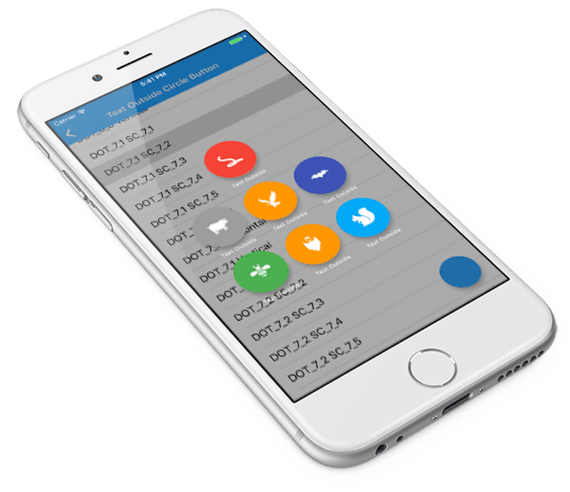 Carrier
5:41 PM
Text Outside Circle Button
DOT_7.1 SC_7.1
DOT_7.1 SC_7.2
DOT_7.1 SC_7.3
DOT_7.1 SC_7.4
DOT_7.1 SC_7.5
DOT_7.
DOT_7.
DOT_7.1
DOT_7.2 SC_7.2
DOT_7.2 SC_7.3
DOT_7.2 SC_7.4
DOT_7.2 SC_7.5
Text Outside
Text Outside
Text Outside
Text Outside
Text Outside
Text Outside